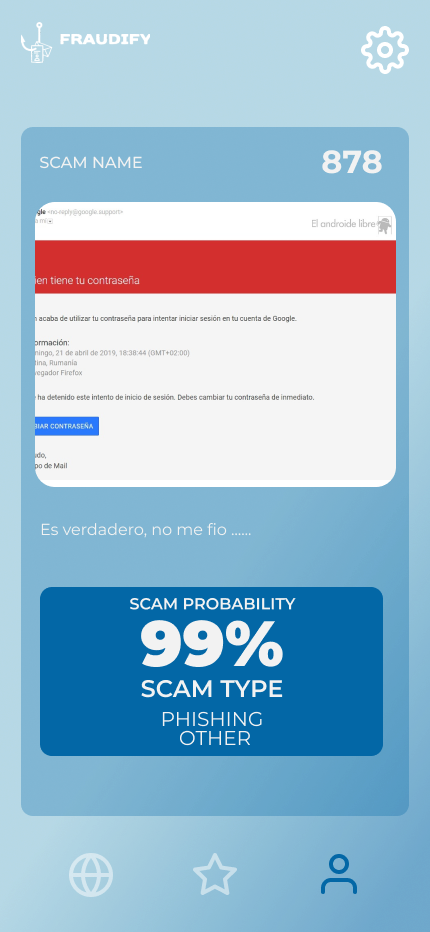 FRAUDIFY
SCAM NAME
878
gle <no-reply@google.support>
El androide libre
ien tiene tu contraseña
n acaba de utilizar tu contraseña para intentar iniciar sesión en tu cuenta de Google.
ormación:
mingo, 21 de abril de 2019, 18:38:44 (GMT+02:00)
tina, Rumania
vegador Firefox
ha detenido este intento de inicio de sesión. Debes cambiar tu contraseña de inmediato.
BIAR CONTRASEÑA
udo,
ipo de Mail
Es verdadero, no me fio ......
SCAM PROBABILITY
99%
SCAM TYPE
PHISHING
OTHER